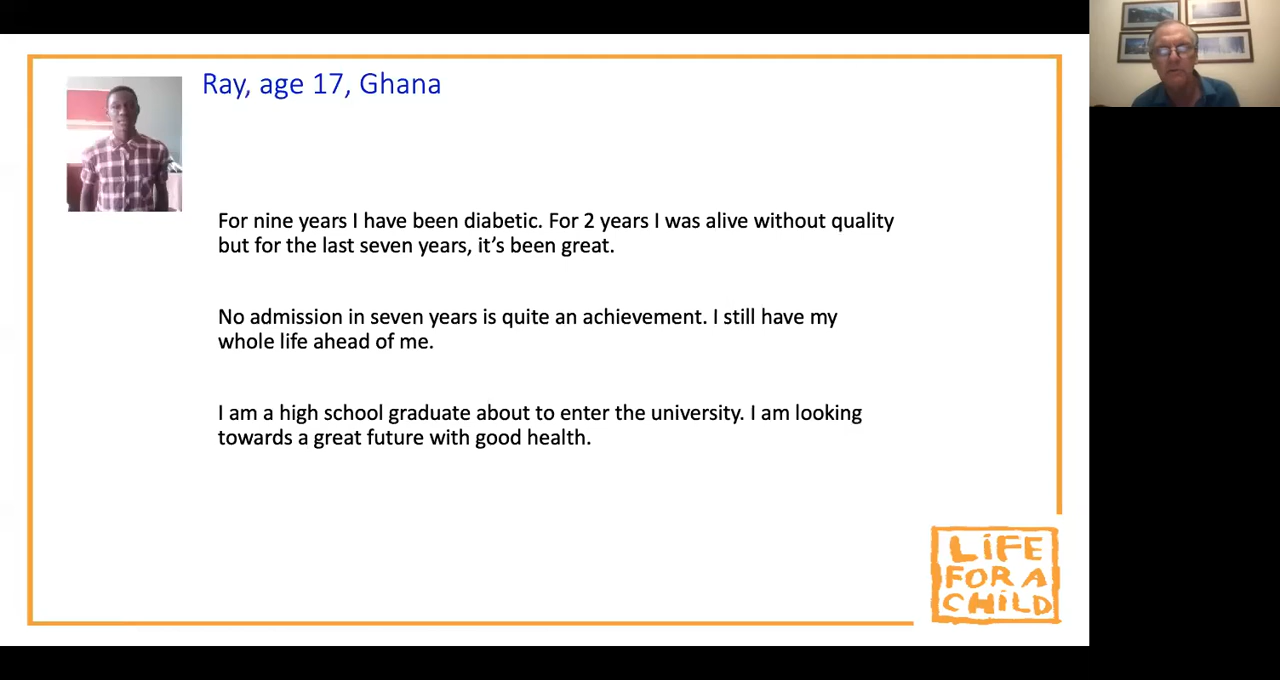 Ray, age 17, Ghana
For nine years I have been diabetic. For 2 years I was alive without quality
but for the last seven years, it’s been great.
No admission in seven years is quite an achievement. I still have my
whole life ahead of me.
I am a high school graduate about to enter the university. I am looking
towards a great future with good health.
LiFE
FOR A
CHiLD